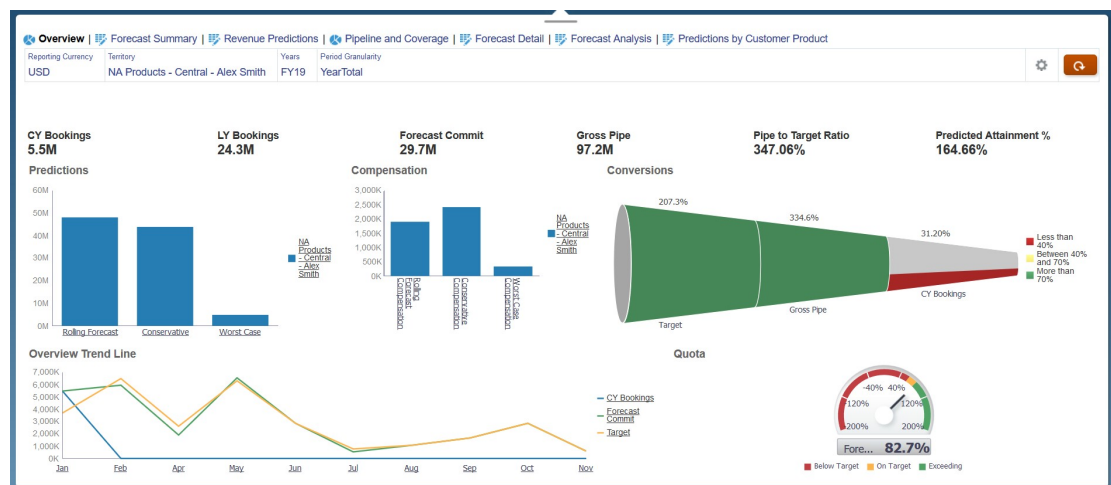 Overview | Forecast Summary | Revenue Predictions | Pipeline and Coverage | Forecast Detail | Forecast Analysis | Predictions by Customer Product
Reporting Currency Territory Years Period Granularity
USD NA Products - Central - Alex Smith FY19 YearTotal
CY Bookings LY Bookings Forecast Commit Gross Pipe Pipe to Target Ratio Predicted Attainment %
5.5M 24.3M 29.7M 97.2M 347.06% 164.66%
Predictions
60M
50M
40M
30M
20M
10M
0M
Rolling Forecast Conservative Worst Case
NA
Products
- Central
- Alex
Smith
Compensation
3,000K
2,500K
2,000K
1,500K
1,000K
500K
0K
Rolling
Forecast
Compensation
Conservative
Compensation
Worst Case
Compensation
NA
Products
- Central
- Alex
Smith
Conversions
207.3%
334.6%
31.20%
Target
Gross Pipe
CY Bookings
Less than
40%
Between 40%
and 70%
More than
70%
Overview Trend Line
7,000K
6,000K
5,000K
4,000K
3,000K
2,000K
1,000K
0K
Jan Feb Apr May Jun Jul Aug Sep Oct Nov
CY Bookings
Forecast
Commit
Target
Quota
-40% 40%
120% 120%
200% 200%
Fore... 82.7%
Below Target On Target Exceeding